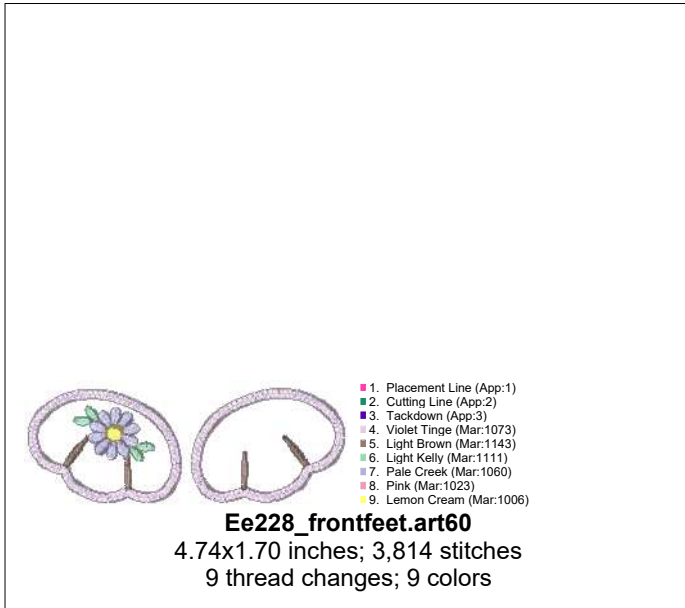 1. Placement Line (App:1)
2. Cutting Line (App:2)
3. Tackdown (App:3)
4. Violet Tinge (Mar:1073)
5. Light Brown (Mar:1143)
6. Light Kelly (Mar:1111)
7. Pale Creek (Mar:1060)
8. Pink (Mar:1023)
9. Lemon Cream (Mar:1006)
Ee228_frontfeet.art60
4.74x1.70 inches; 3,814 stitches
9 thread changes; 9 colors